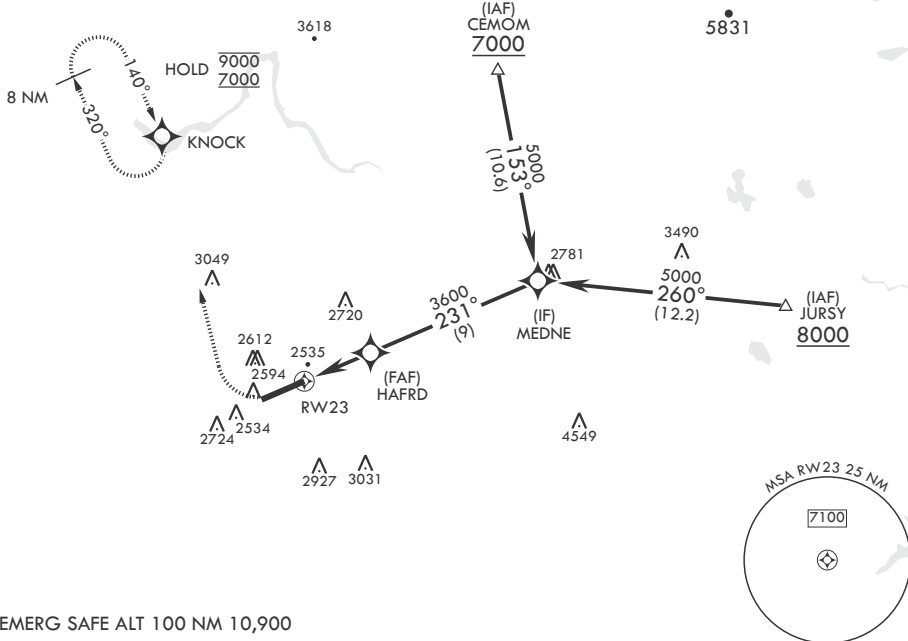 (IAF)
CEMOM
7000
5831
3618
HOLD 9000
7000
8 NM
140°
320°
KNOCK
5000
153°
(10.6)
3490
2781
5000
260°
(12.2)
(IAF)
JURSY
8000
3049
3600
231°
(9)
(IF)
MEDNE
2720
2612
2594
2535
(FAF)
HAFRD
RW23
2724
2534
4549
2927
3031
MSA RW23 25 NM
7100
EMERG SAFE ALT 100 NM 10,900